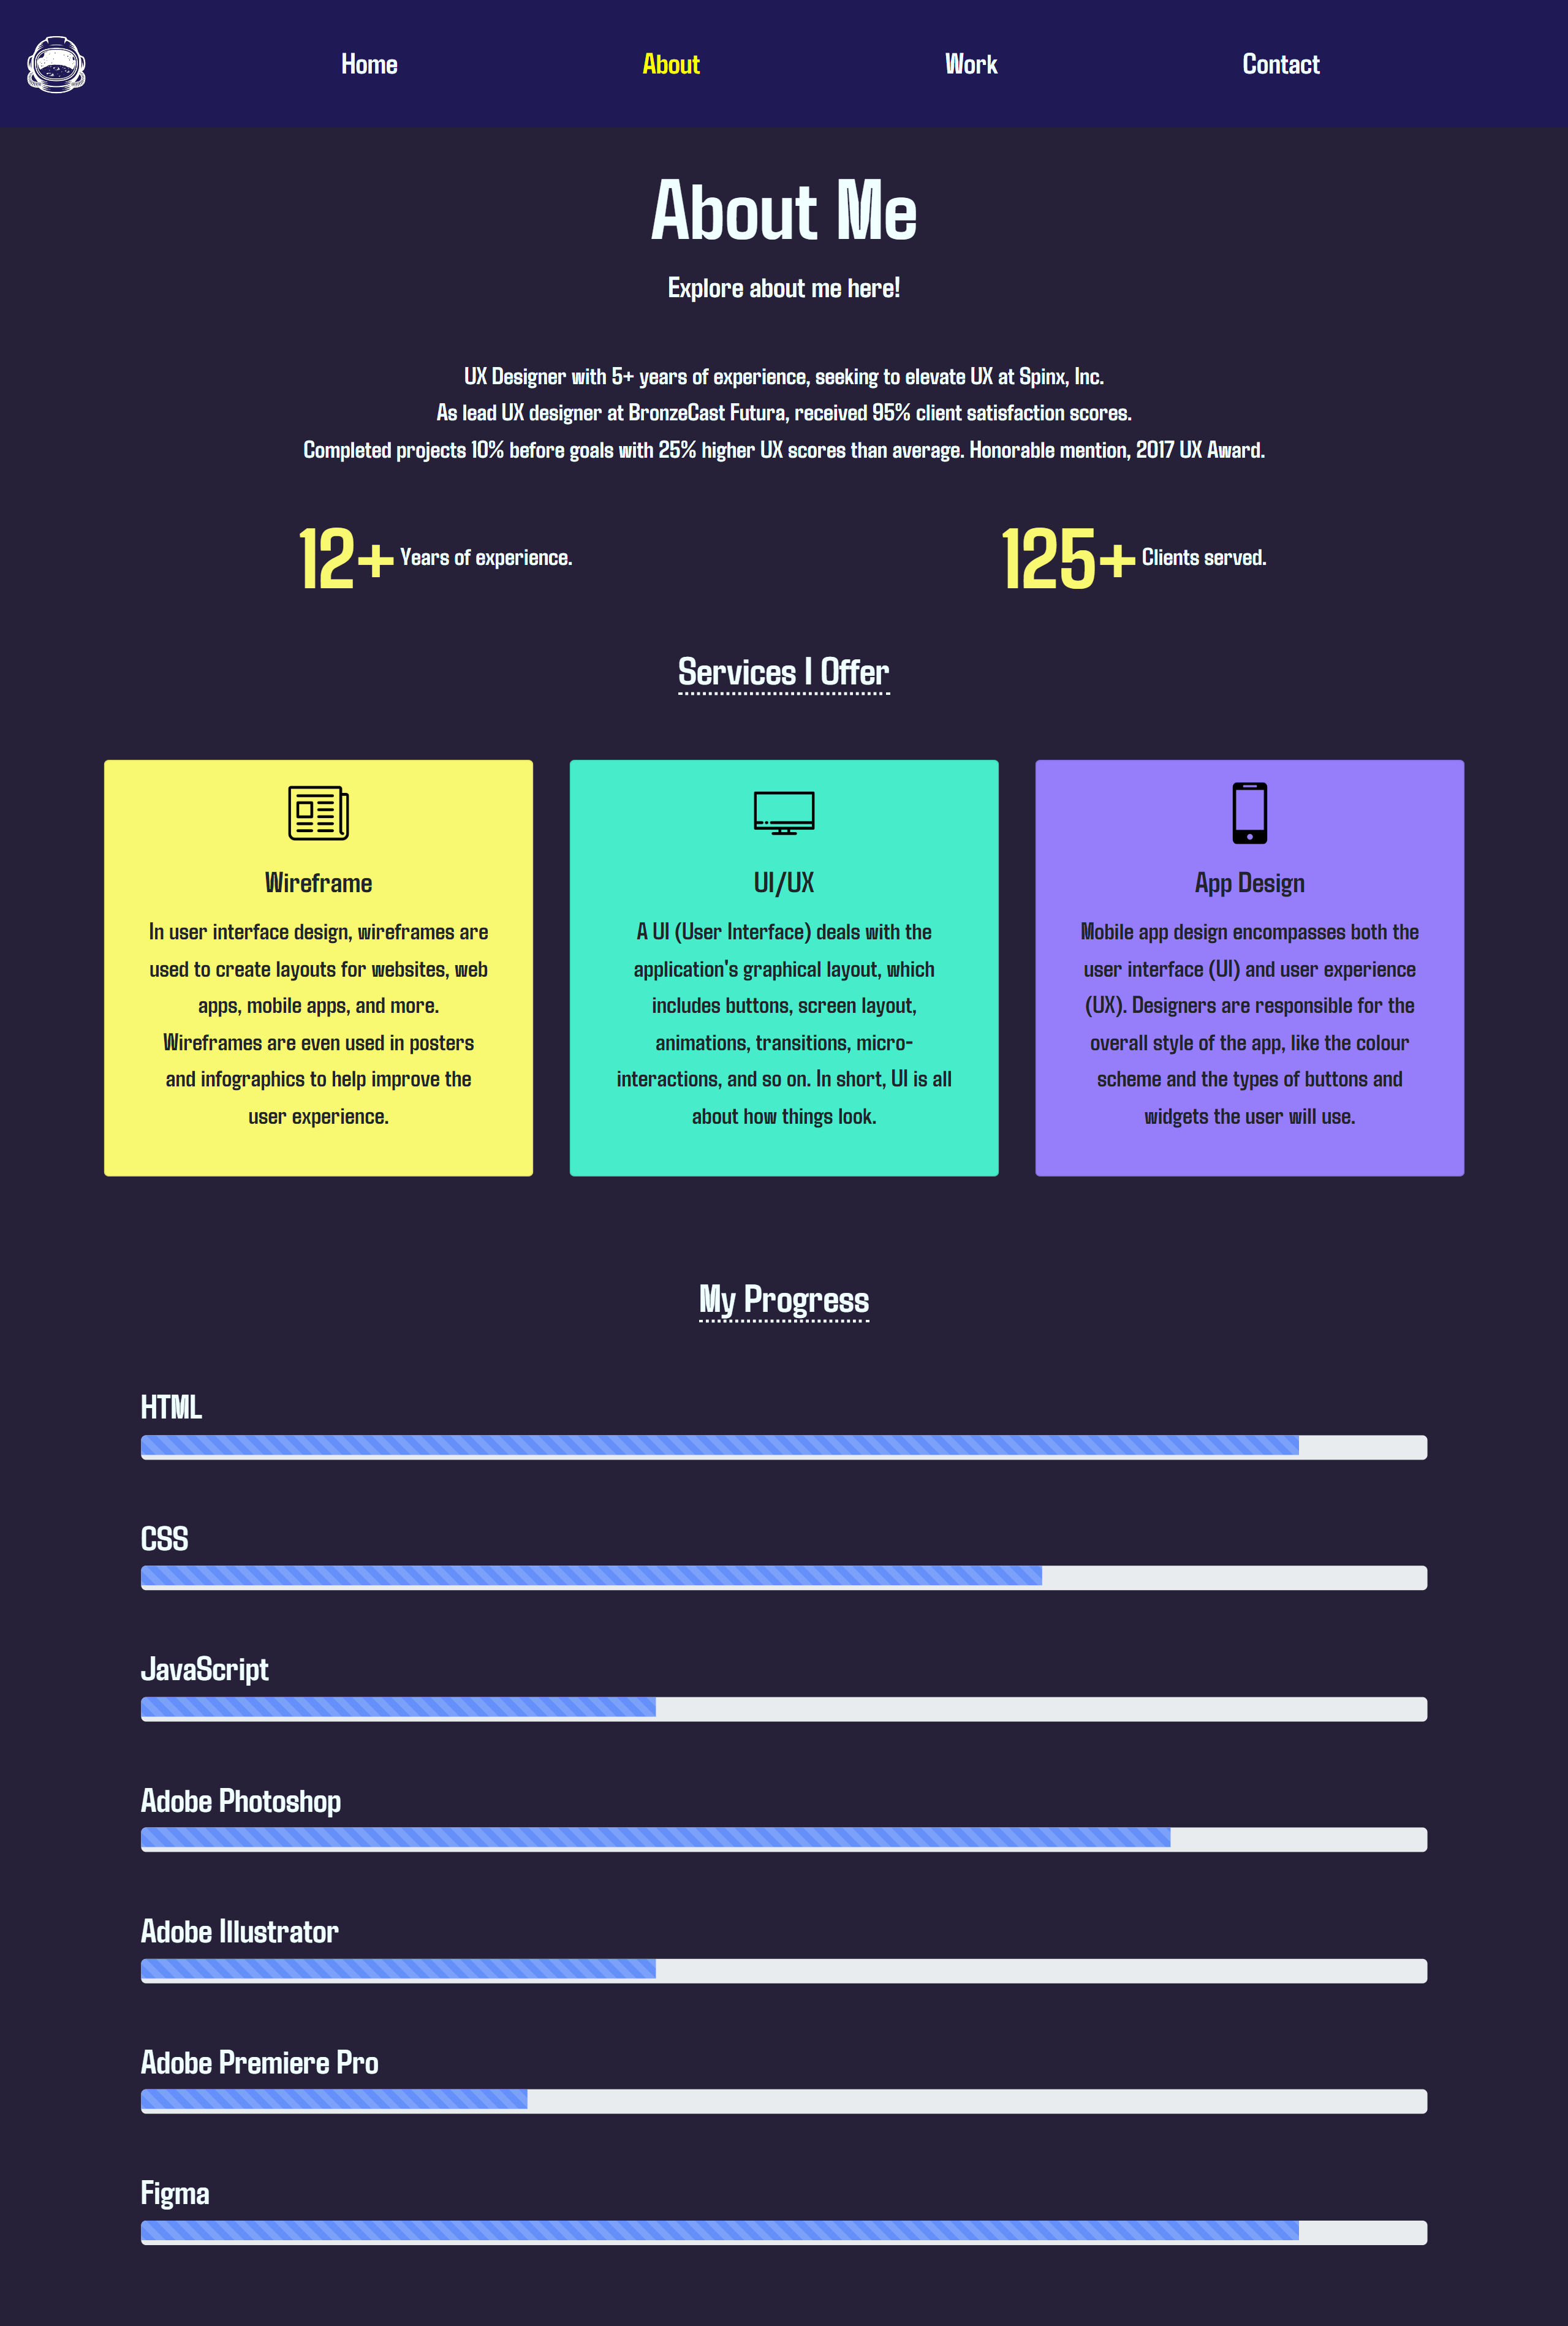 Home
About
Work
Contact
About Me
Explore about me here!
UX Designer with 5+ years of experience, seeking to elevate UX at Spinx, Inc.
As lead UX designer at BronzeCast Futura, received 95% client satisfaction scores.
Completed projects 10% before goals with 25% higher UX scores than average. Honorable mention, 2017 UX Award.
12+ Years of experience.
125+ Clients served.
Services I Offer
Wireframe
In user interface design, wireframes are
used to create layouts for websites, web
apps, mobile apps, and more.
Wireframes are even used in posters
and infographics to help improve the
user experience.
UI/UX
A UI (User Interface) deals with the
application's graphical layout, which
includes buttons, screen layout,
animations, transitions, micro-
interactions, and so on. In short, UI is all
about how things look.
App Design
Mobile app design encompasses both the
user interface (UI) and user experience
(UX). Designers are responsible for the
overall style of the app, like the colour
scheme and the types of buttons and
widgets the user will use.
My Progress
HTML
CSS
JavaScript
Adobe Photoshop
Adobe Illustrator
Adobe Premiere Pro
Figma